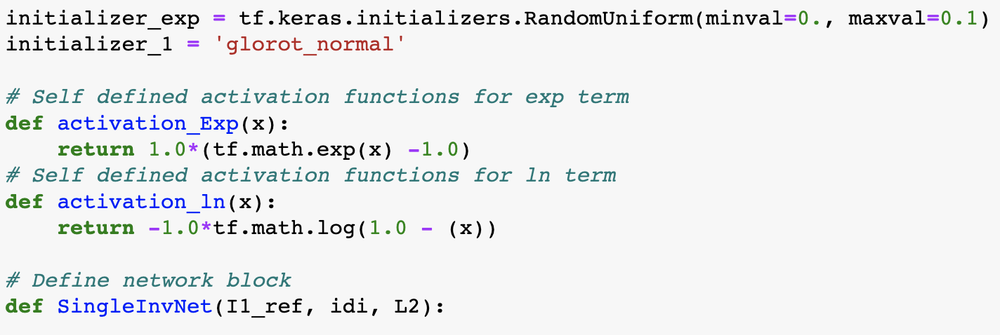 initializer_exp = tf.keras.initializers.RandomUniform(minval=0., maxval=0.1)
initializer_1 = 'glorot_normal'
# Self defined activation functions for exp term
def activation_Exp(x):
    return 1.0*(tf.math.exp(x) -1.0)
# Self defined activation functions for ln term
def activation_ln(x):
    return -1.0*tf.math.log(1.0 - (x))
# Define network block
def SingleInvNet(I1_ref, idi, L2):